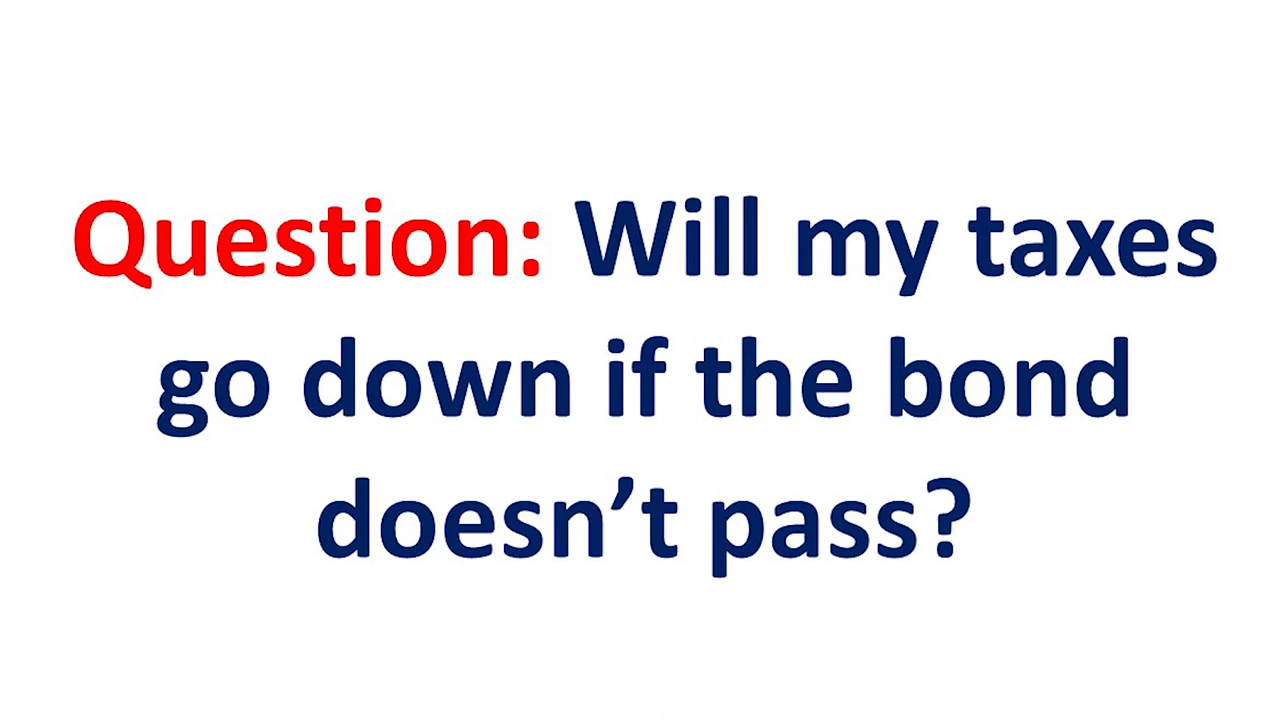 Question: Will my taxes
go down if the bond
doesn’t pass?